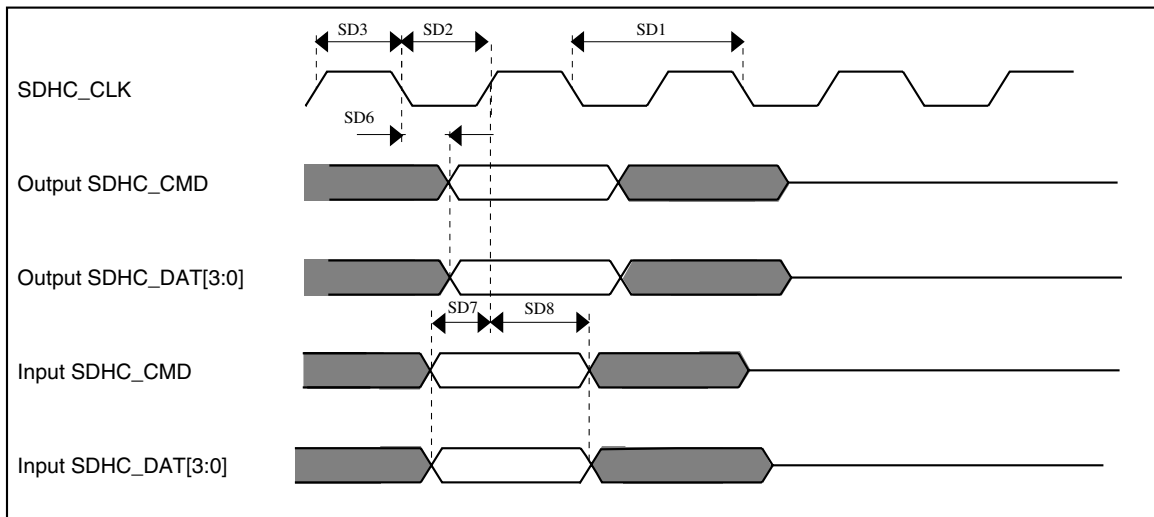 SD3 SD2 SD1
SDHC_CLK
SD6
Output SDHC_CMD
Output SDHC_DAT[3:0]
SD7 SD8
Input SDHC_CMD
Input SDHC_DAT[3:0]